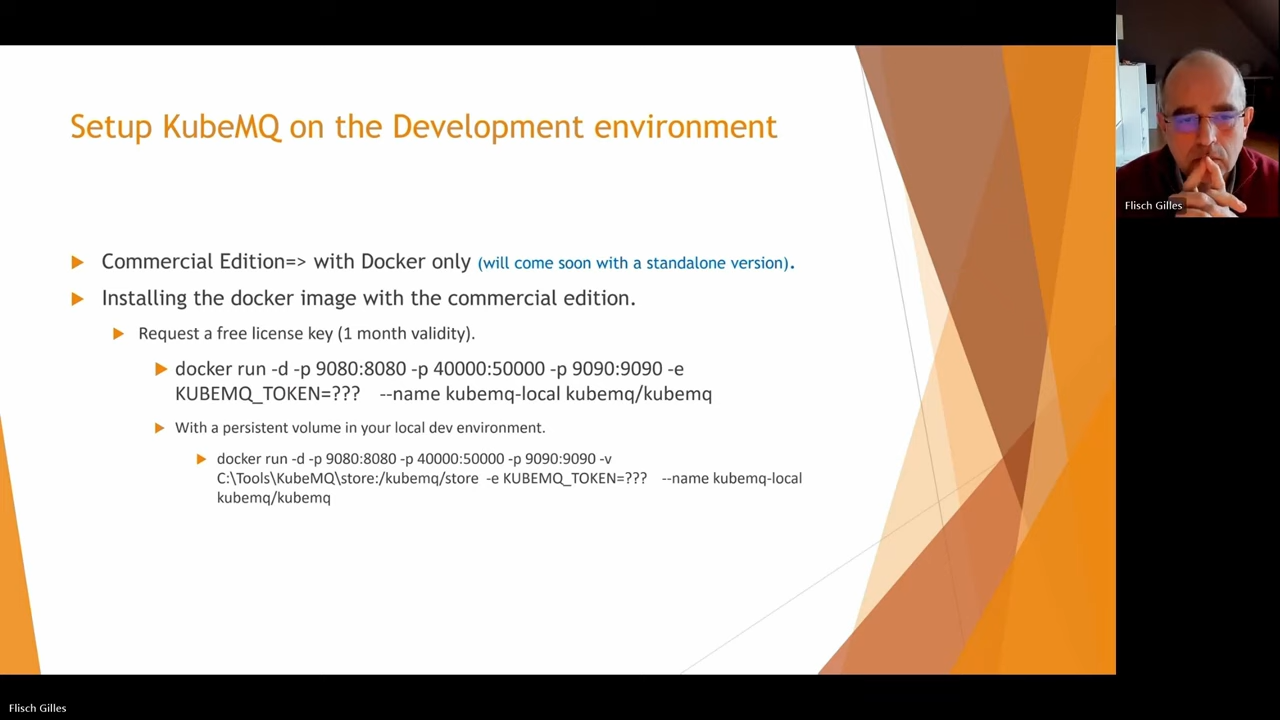 Setup KubeMQ on the Development environment
Commercial Edition=> with Docker only (will come soon with a standalone version).
Installing the docker image with the commercial edition.
Request a free license key (1 month validity).
docker run -d -p 9080:8080 -p 40000:50000 -p 9090:9090 -e
KUBEMQ_TOKEN=??? --name kubemq-local kubemq/kubemq
With a persistent volume in your local dev environment.
docker run -d -p 9080:8080 -p 40000:50000 -p 9090:9090 -v
C:\Tools\KubeMQ\store:/kubemq/store -e KUBEMQ_TOKEN=??? --name kubemq-local
kubemq/kubemq
Flisch Gilles
Flisch Gilles